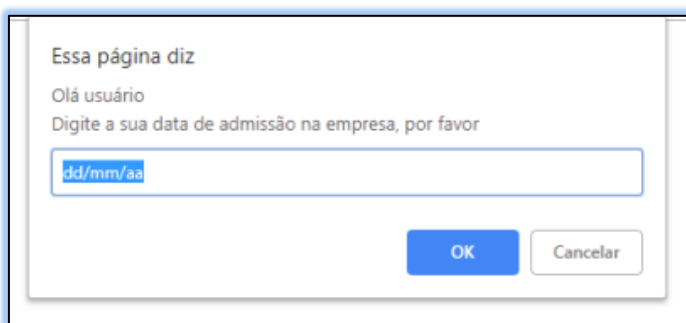 Essa página diz
Olá usuário
Digite a sua data de admissão na empresa, por favor
dd/mm/aa
OK
Cancelar